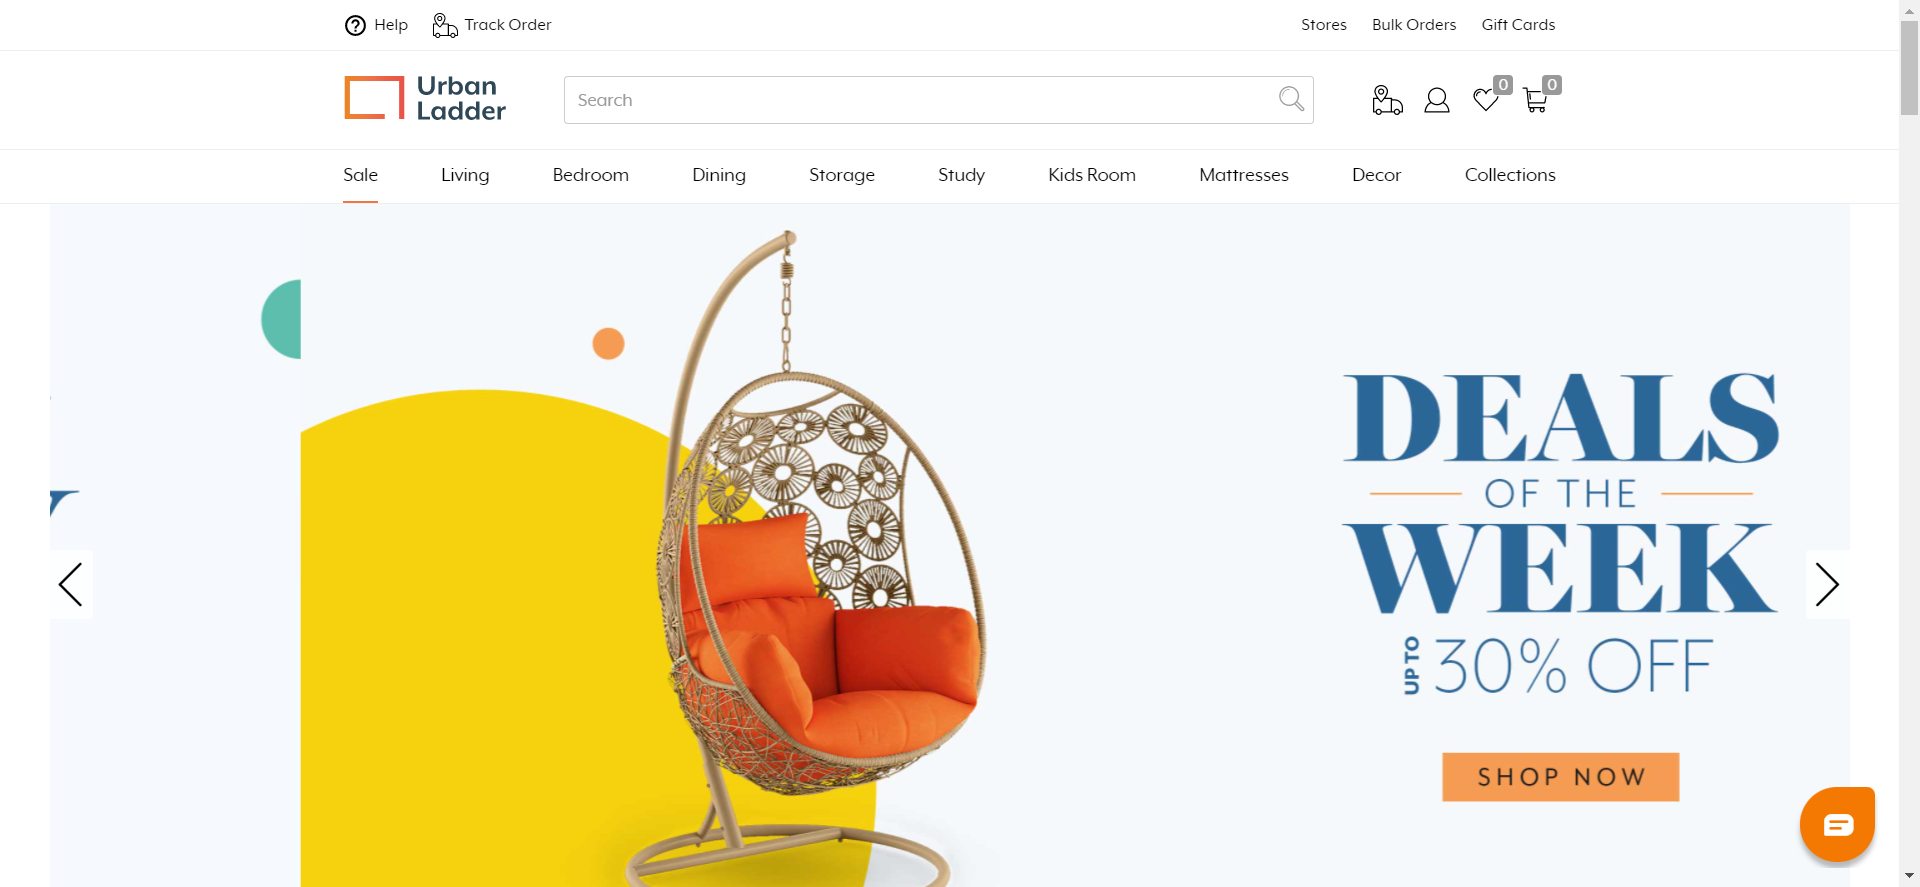 Help
Track Order
Stores
Bulk Orders
Gift Cards
Urban
Ladder
Search
0
0
Sale
Living
Bedroom
Dining
Storage
Study
Kids Room
Mattresses
Decor
Collections
DEALS
OF THE
WEEK
UP TO 30% OFF
SHOP NOW